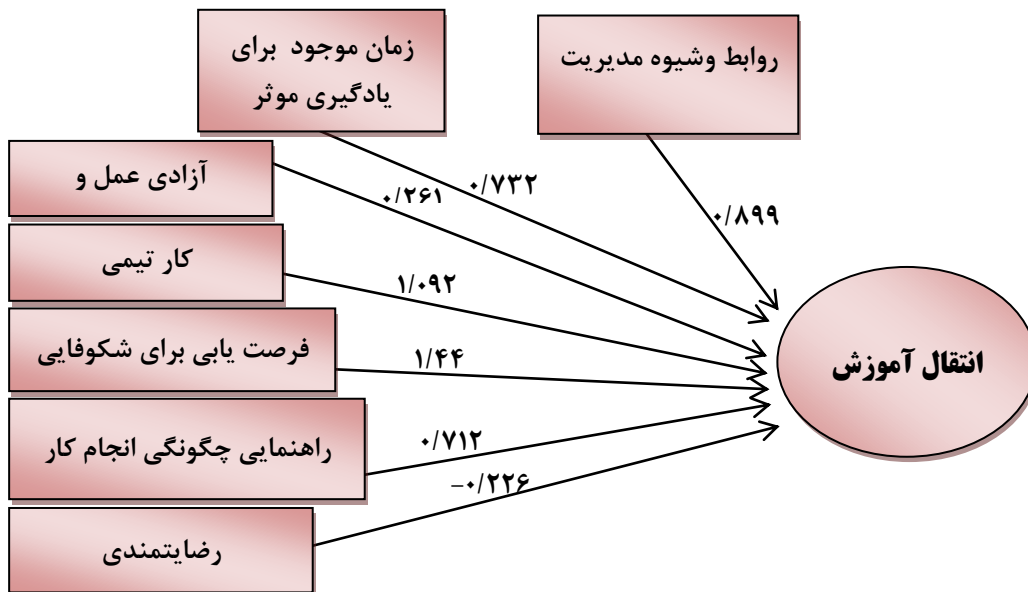 روابط وشیوه مدیریت
زمان موجود برای
یادگیری موثر
آزادی عمل و
کار تیمی
فرصت یابی برای شکوفایی
راهنمایی چگونگی انجام کار
رضایتمندی
۰/۸۹۹
۰/۷۳۲
۰/۲۶۱
۱/۰۹۲
۱/۴۴
۰/۷۱۲
−۰/۲۲۶
انتقال آموزش